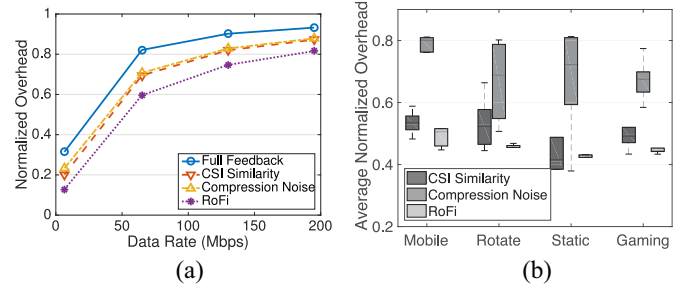 1
0.8
0.6
0.4
0.2
0
Normalized Overhead
0 50 100 150 200
Data Rate (Mbps)
Full Feedback
CSI Similarity
Compression Noise
RoFi
(a)
0.8
0.6
0.4
0.2
Average Normalized Overhead
CSI Similarity
Compression Noise
RoFi
Mobile Rotate Static Gaming
(b)